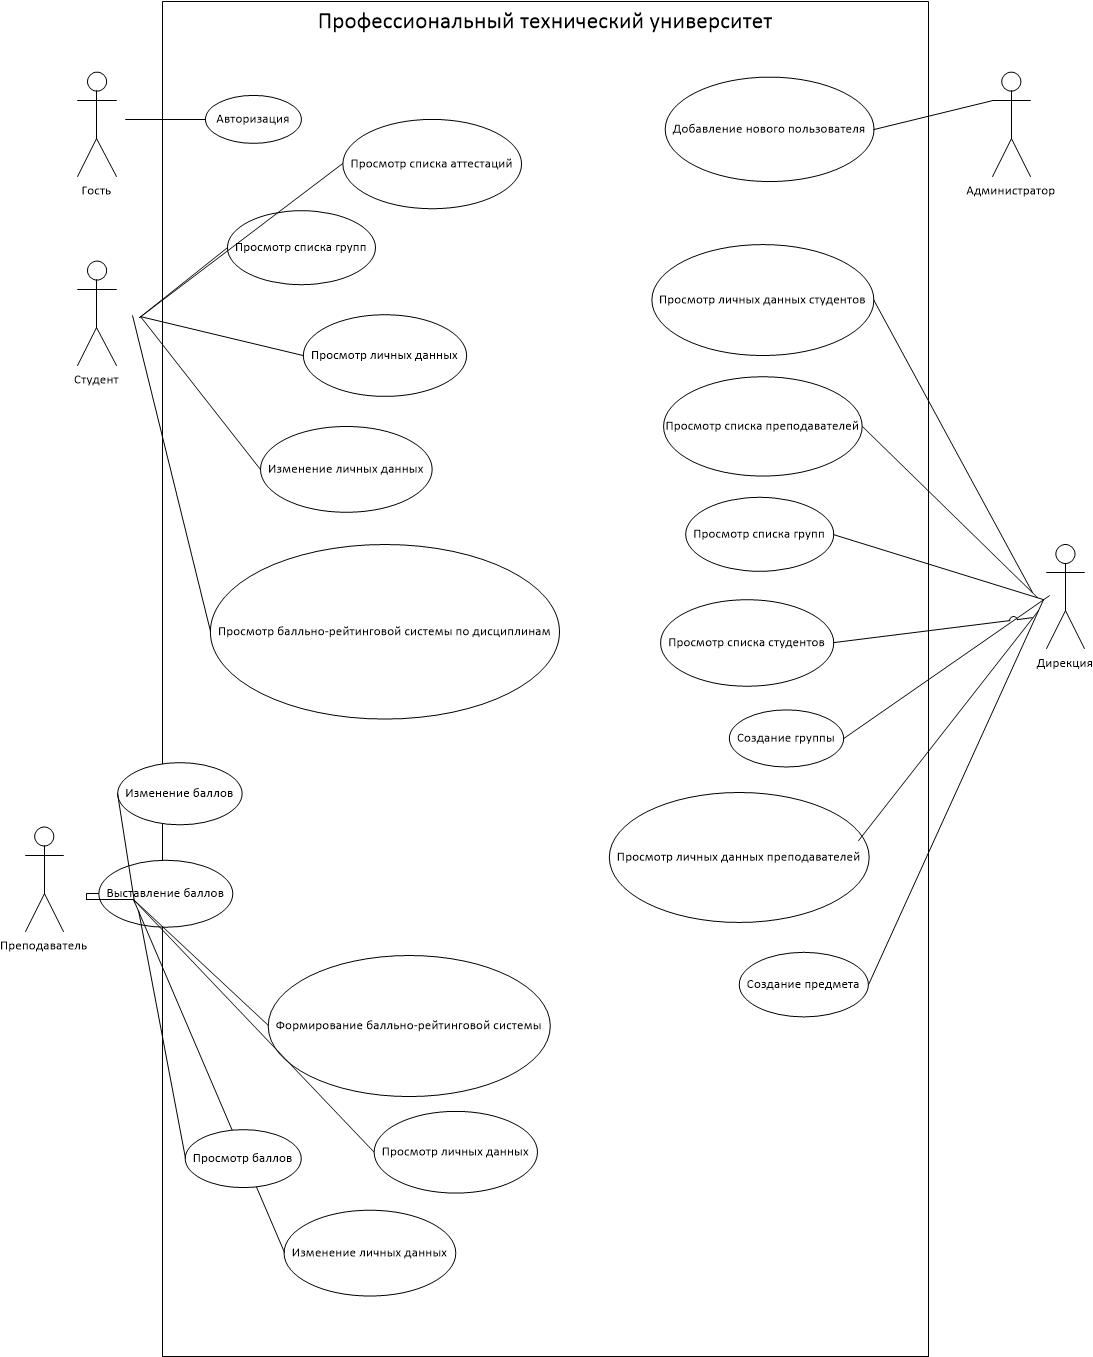 Профессиональный технический университет
Авторизация
Добавление нового пользователя
Просмотр списка аттестаций
Гость
Администратор
Просмотр списка групп
Просмотр личных данных студентов
Просмотр личных данных
Студент
Просмотр списка преподавателей
Изменение личных данных
Просмотр списка групп
Просмотр балльно-рейтинговой системы по дисциплинам
Просмотр списка студентов
Дирекция
Создание группы
Изменение баллов
Просмотр личных данных преподавателей
Выставление баллов
Преподаватель
Создание предмета
Формирование балльно-рейтинговой системы
Просмотр личных данных
Просмотр баллов
Изменение личных данных